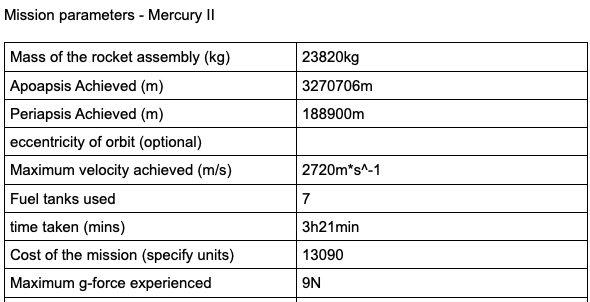 Mission parameters - Mercury II
Mass of the rocket assembly (kg) 23820kg
Apoapsis Achieved (m) 3270706m
Periapsis Achieved (m) 188900m
eccentricity of orbit (optional)
Maximum velocity achieved (m/s) 2720m*s^-1
Fuel tanks used 7
time taken (mins) 3h21min
Cost of the mission (specify units) 13090
Maximum g-force experienced 9N